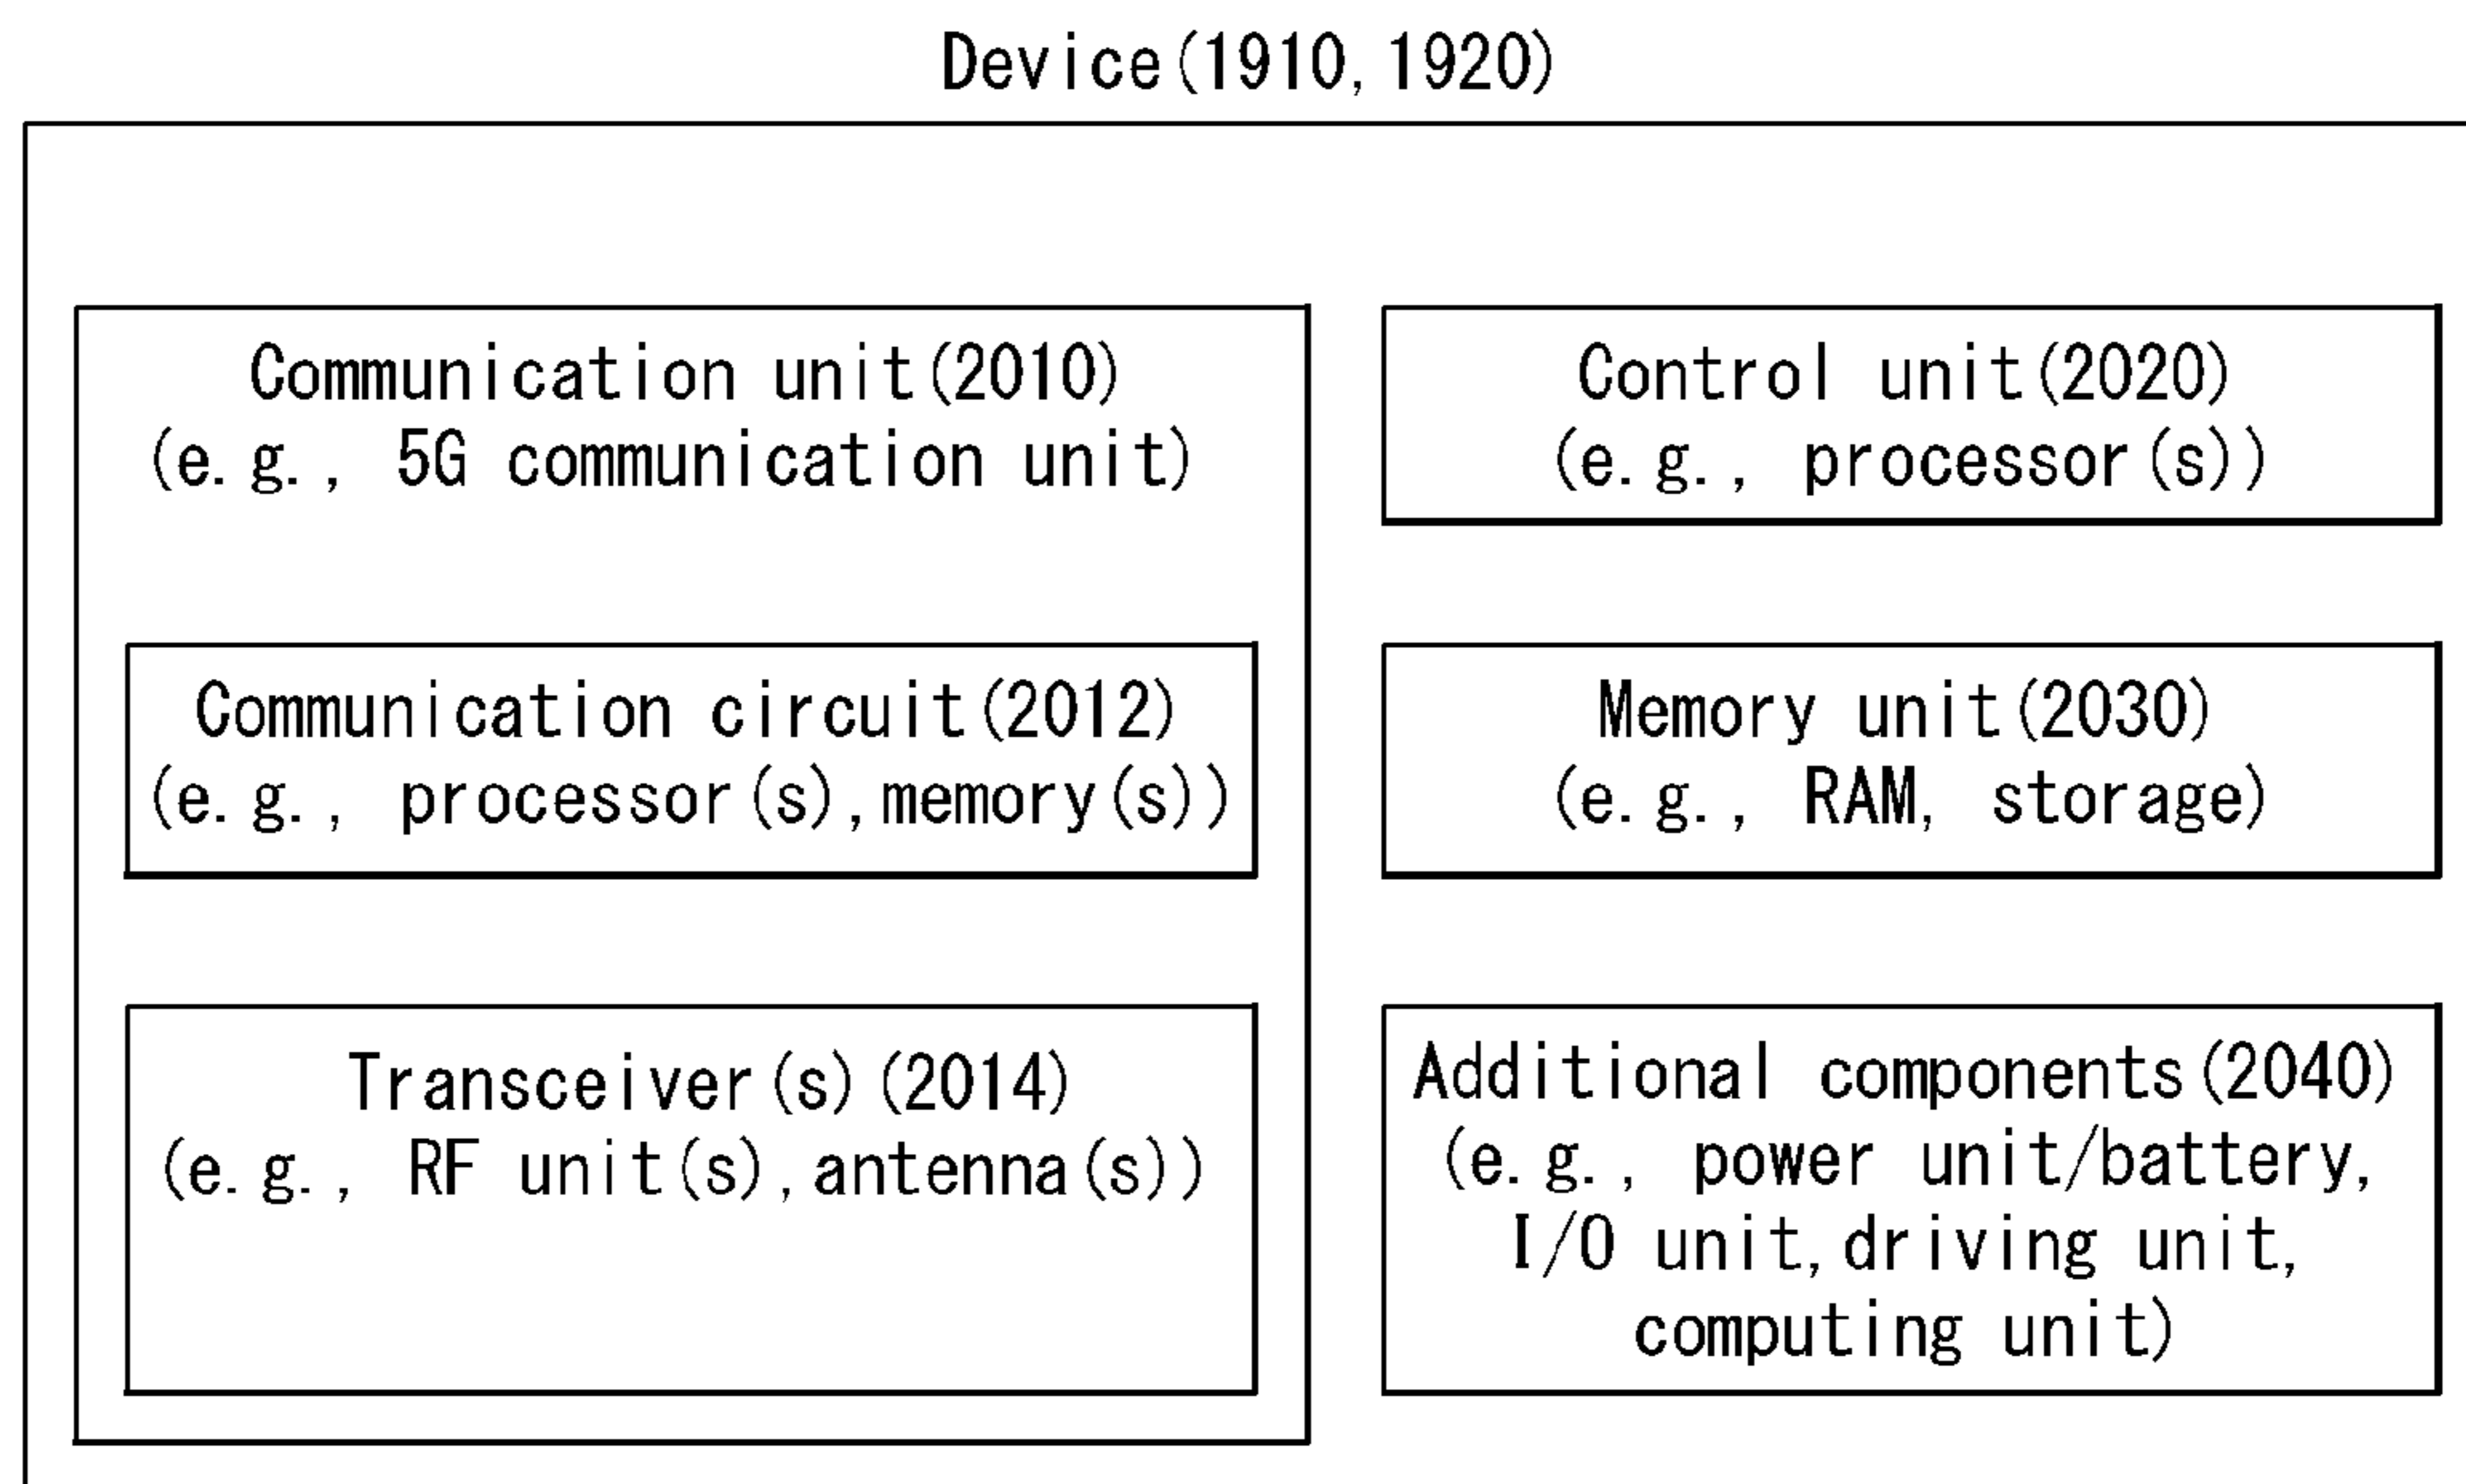 Device(1910,1920)
Communication unit(2010)
(e.g., 5G communication unit)
Communication circuit(2012)
(e.g., processor(s),memory(s))
Transceiver(s)(2014)
(e.g., RF unit(s),antenna(s))
Control unit(2020)
(e.g., processor(s))
Memory unit(2030)
(e.g., RAM, storage)
Additional components(2040)
(e.g., power unit/battery,
I/O unit,driving unit,
computing unit)